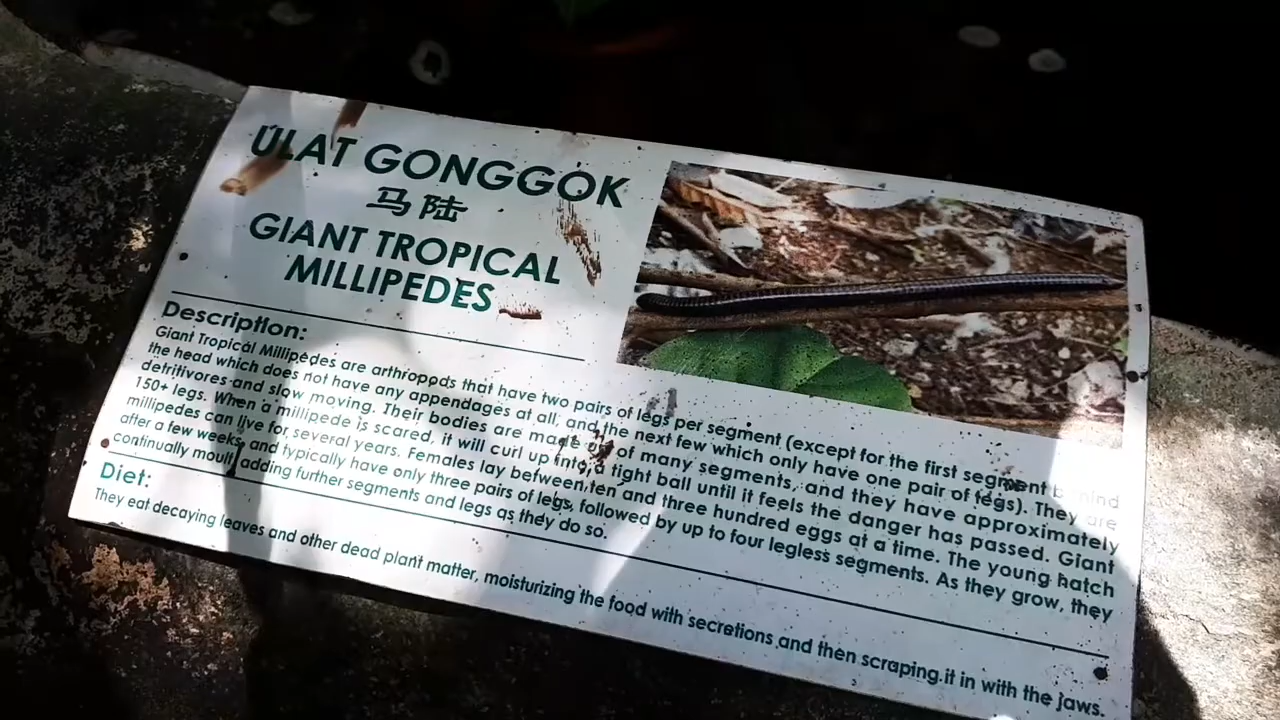 ULAT GONGGOK
马陆
GIANT TROPICAL
MILLIPEDES
Description:
Giant Tropical Millipedes are arthropods that have two pairs of legs per segment (except for the first segment behind
the head which does not have any appendages at all, and the next few which only have one pair of legs). They are
detritivores and slow moving. Their bodies are made up of many segments, and they have approximately
150+ legs. When a millipede is scared, it will curl up into a tight ball until it feels the danger has passed. Giant
millipedes can live for several years. Females lay between ten and three hundred eggs at a time. The young hatch
after a few weeks, and typically have only three pairs of legs, followed by up to four legless segments. As they grow, they
continually moult, adding further segments and legs as they do so.
Diet:
They eat decaying leaves and other dead plant matter, moisturizing the food with secretions and then scraping it in with the jaws.